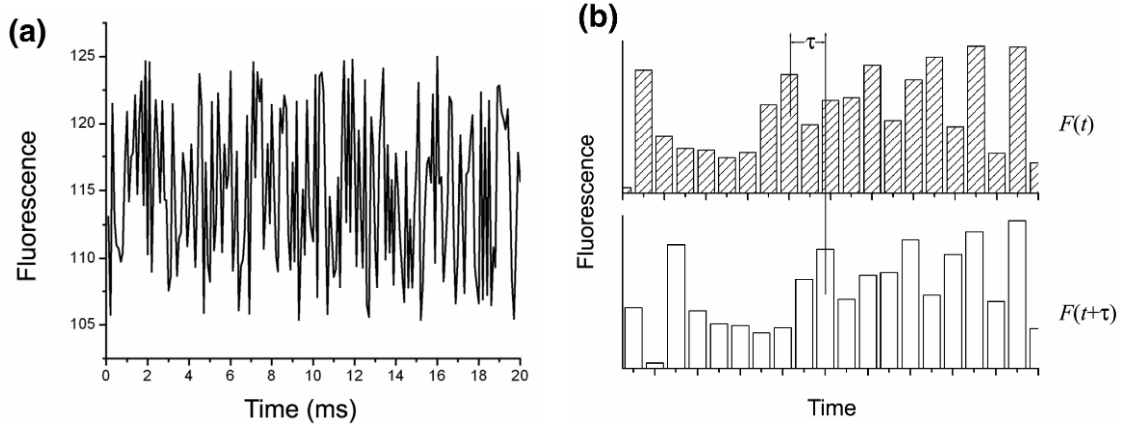 (a)
Fluorescence
125
120
115
110
105
0 2 4 6 8 10 12 14 16 18 20
Time (ms)
(b)
τ
F(t)
Fluorescence
F(t+τ)
Time